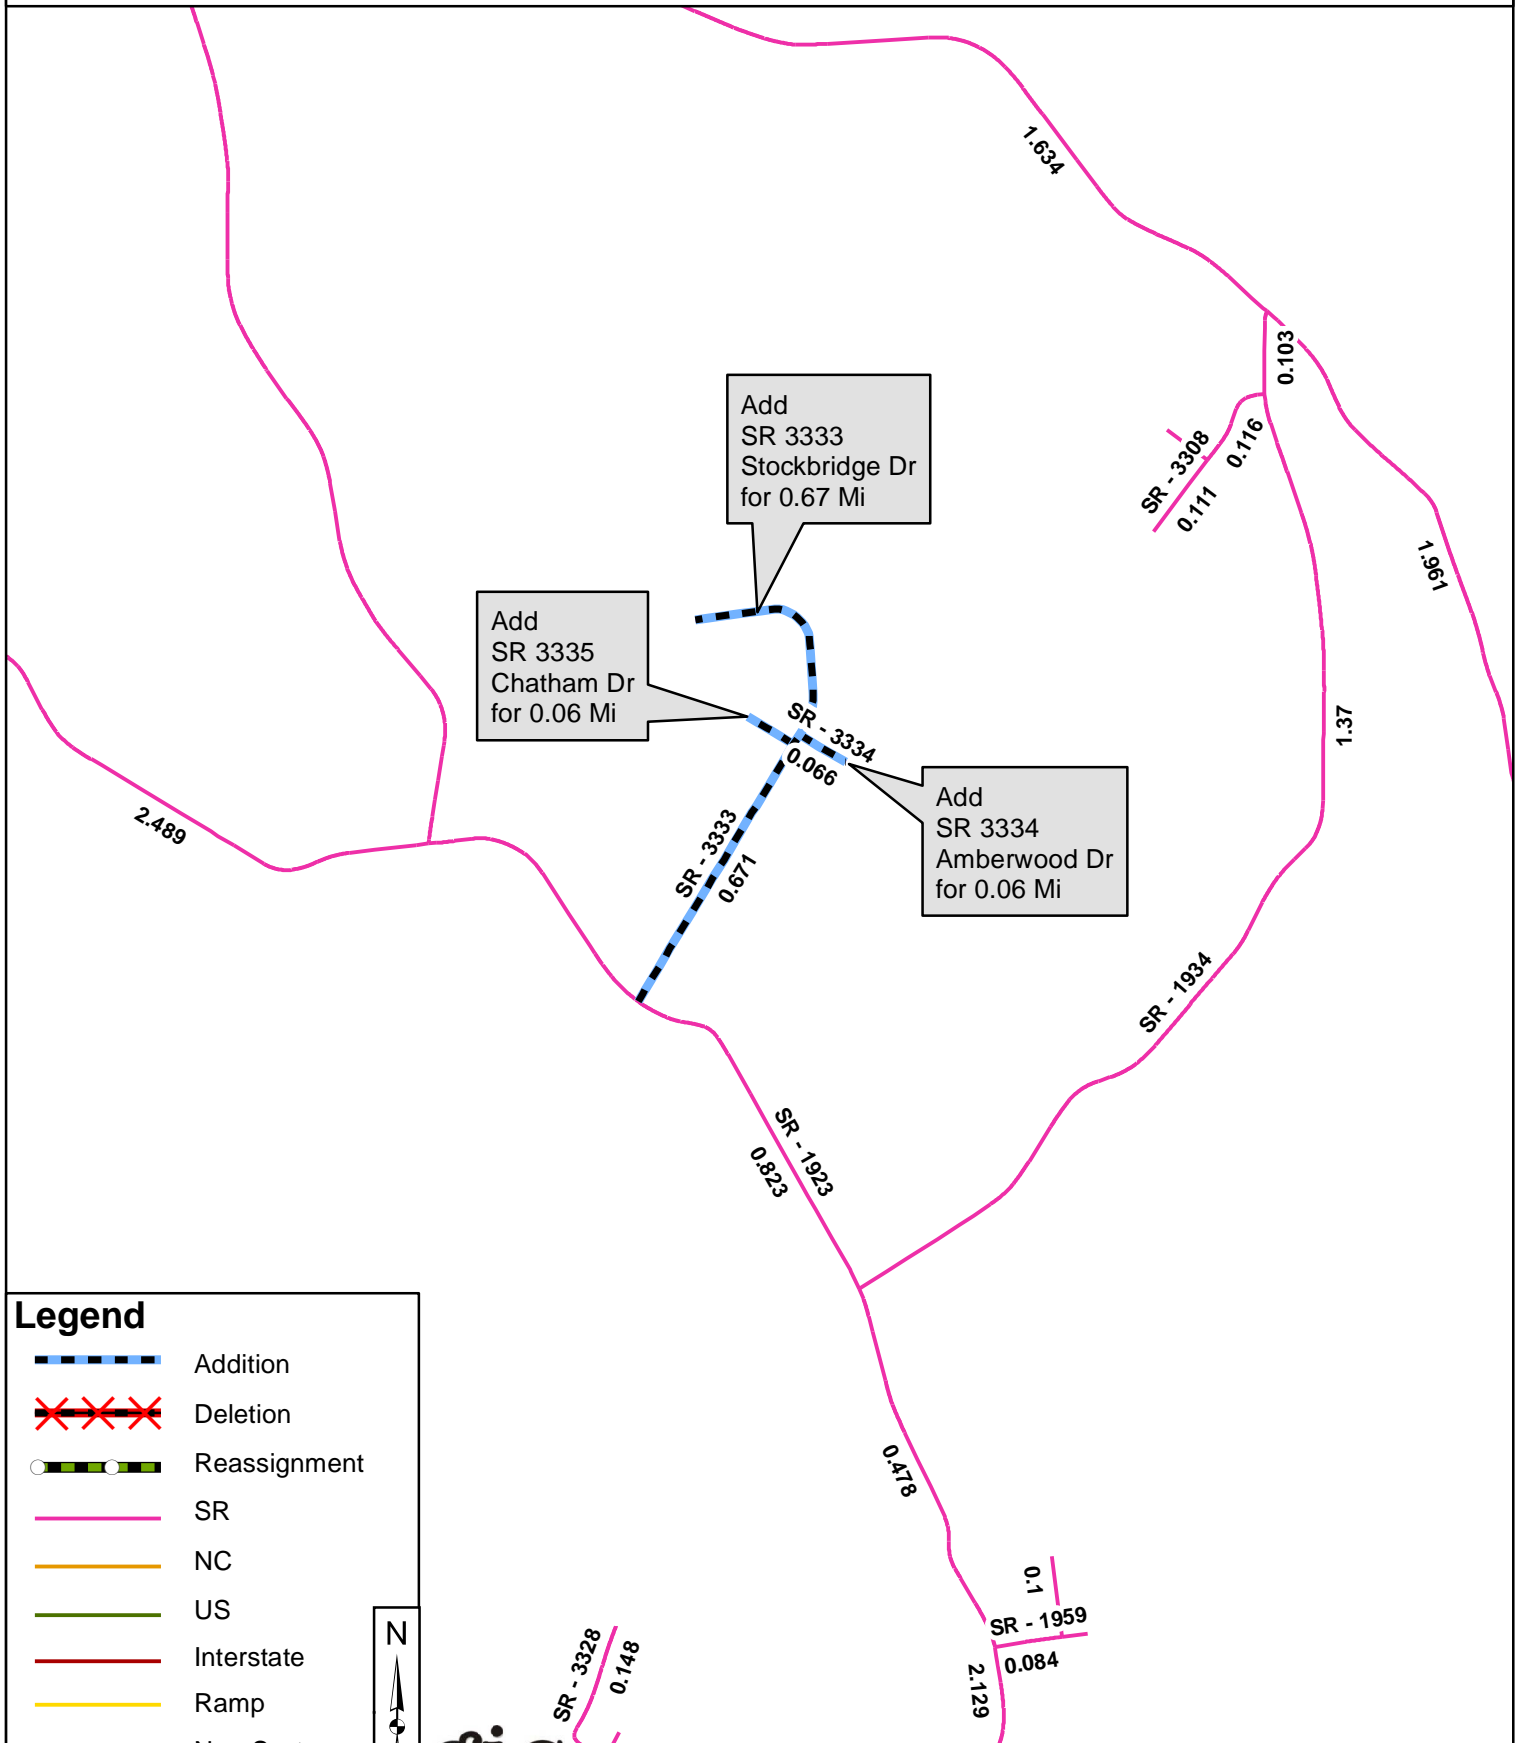 1.634
0.103
Add
SR 3333
Stockbridge Dr
for 0.67 Mi
SR - 3308
0.116
0.111
1.961
Add
SR 3335
Chatham Dr
for 0.06 Mi
SR - 3334
0.066
1.37
Add
SR 3334
Amberwood Dr
for 0.06 Mi
2.489
SR - 3333
0.671
SR - 1934
SR - 1923
0.823
Legend
Addition
Deletion
Reassignment
SR
NC
US
Interstate
Ramp
N
0.478
0.1
SR - 1959
0.084
2.129
SR - 3328
0.148